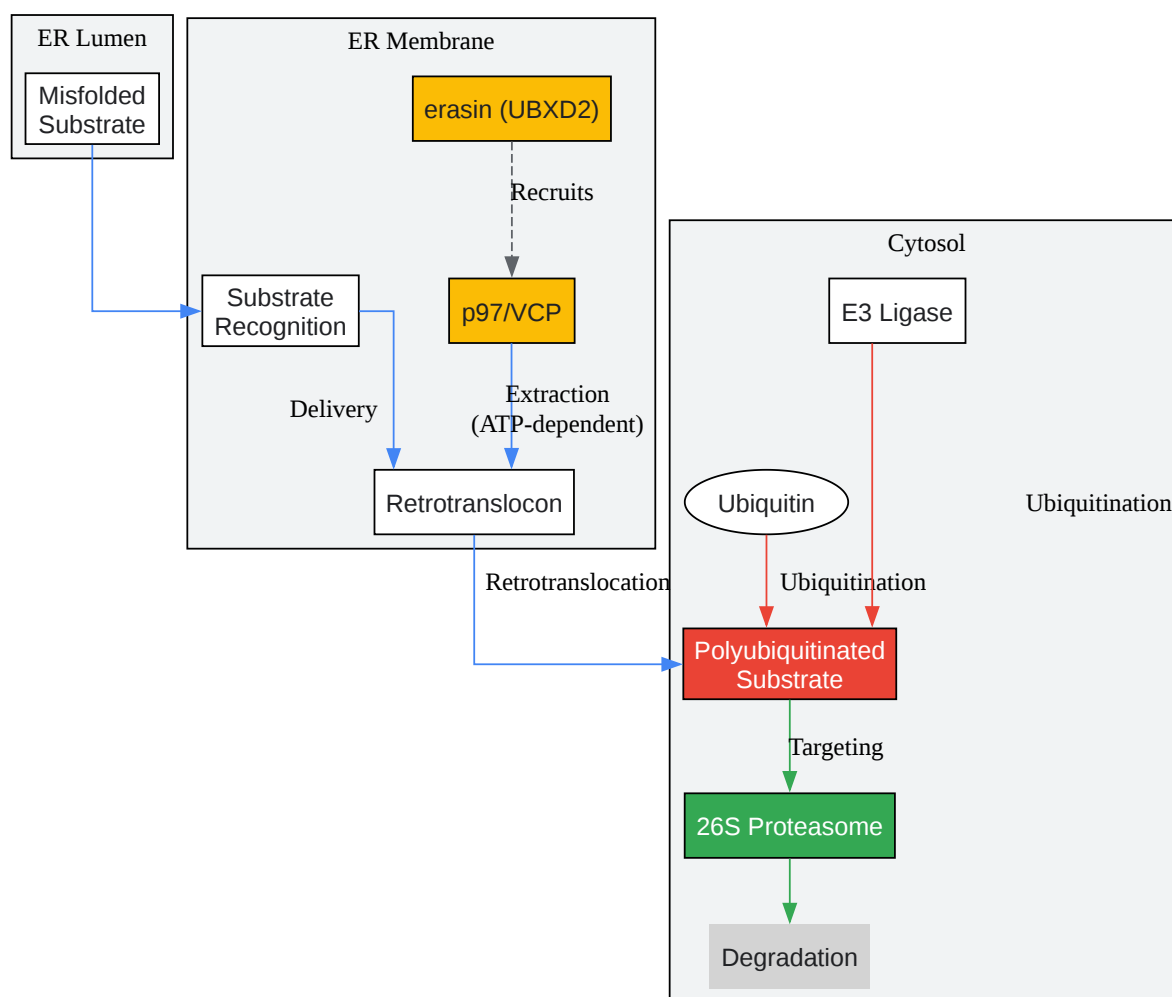 ER Lumen
Misfolded
Substrate
ER Membrane
erasin (UBXD2)
Recruits
Substrate
Recognition
p97/VCP
Delivery
Extraction
(ATP-dependent)
Retrotranslocon
Retrotranslocation
Cytosol
E3 Ligase
Ubiquitin
Ubiquitination
Ubiquitination
Polyubiquitinated
Substrate
Targeting
26S Proteasome
Degradation